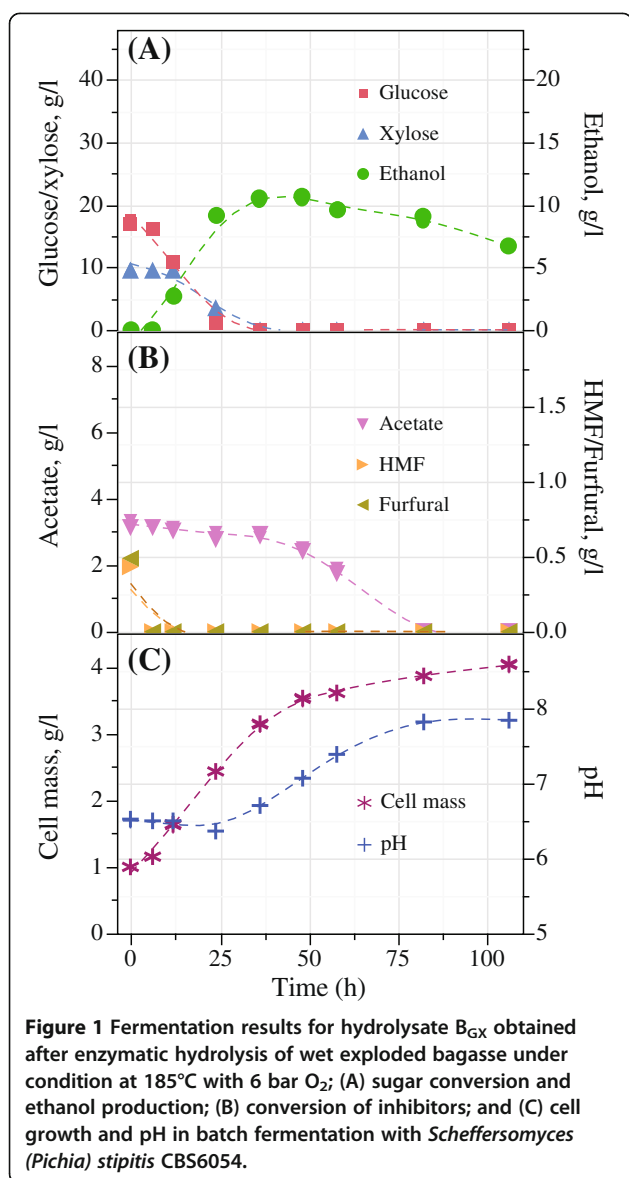 (A)
40
30
20
10
0
Glucose/xylose, g/l
Glucose
Xylose
Ethanol
20
15
10
5
0
Ethanol, g/l
(B)
8
6
4
2
0
Acetate, g/l
Acetate
HMF
Furfural
1.5
1.0
0.5
0.0
HMF/Furfural, g/l
(C)
4
3
2
1
0
Cell mass, g/l
Cell mass
pH
8
7
6
5
pH
0 25 50 75 100
Time (h)
Figure 1 Fermentation results for hydrolysate B_GX obtained
after enzymatic hydrolysis of wet exploded bagasse under
condition at 185°C with 6 bar O₂; (A) sugar conversion and
ethanol production; (B) conversion of inhibitors; and (C) cell
growth and pH in batch fermentation with Scheffersomyces
(Pichia) stipitis CBS6054.